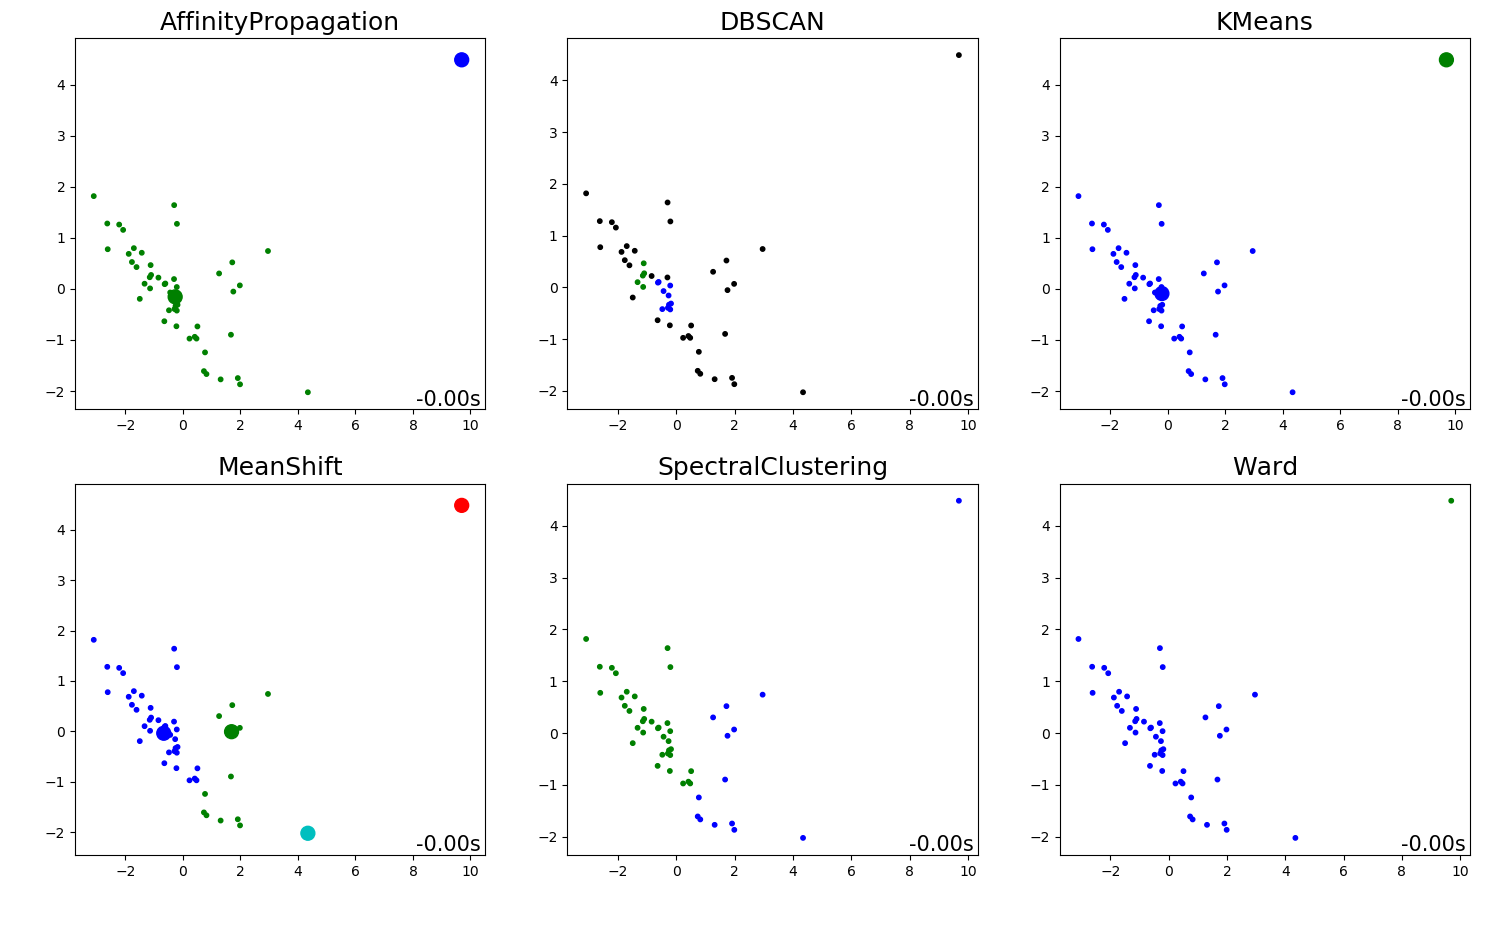 AffinityPropagation DBSCAN KMeans
4 4 4
3 3 3
2 2 2
1 1 1
0 0 0
−1 −1 −1
−2 −2 −2
-0.00s -0.00s -0.00s
−2 0 2 4 6 8 10 −2 0 2 4 6 8 10 −2 0 2 4 6 8 10
MeanShift SpectralClustering Ward
4 4 4
3 3 3
2 2 2
1 1 1
0 0 0
−1 −1 −1
−2 −2 −2
-0.00s -0.00s -0.00s
−2 0 2 4 6 8 10 −2 0 2 4 6 8 10 −2 0 2 4 6 8 10